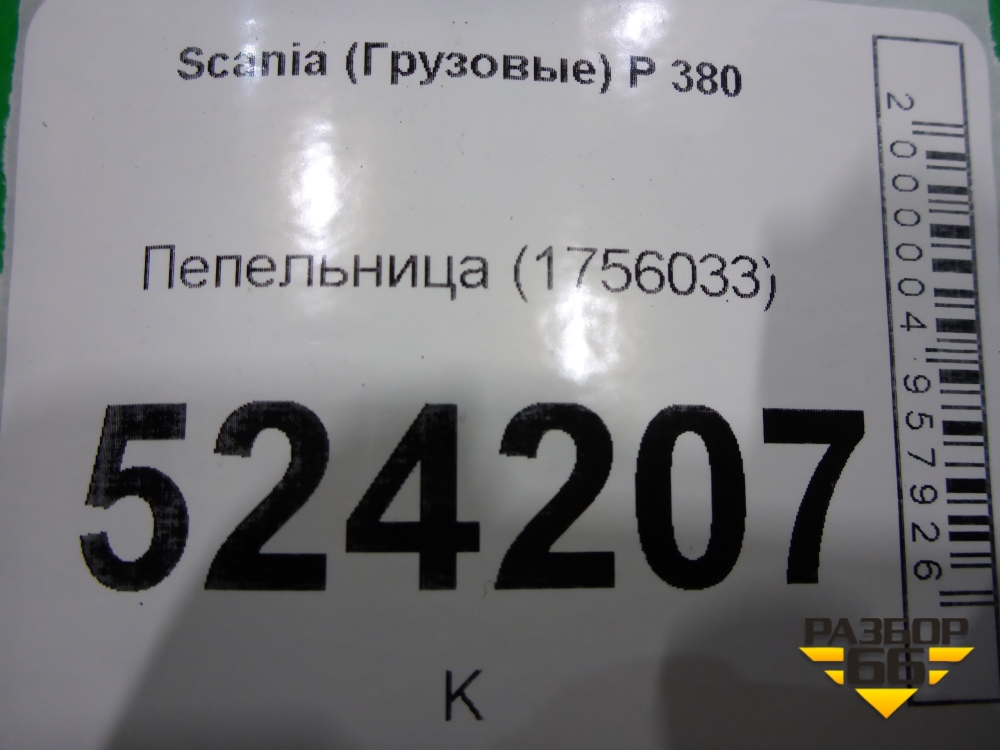 Scania (Грузовые) P 380
Пепельница (1756033)
524207
К
2000004957926
РАЗБОР
66